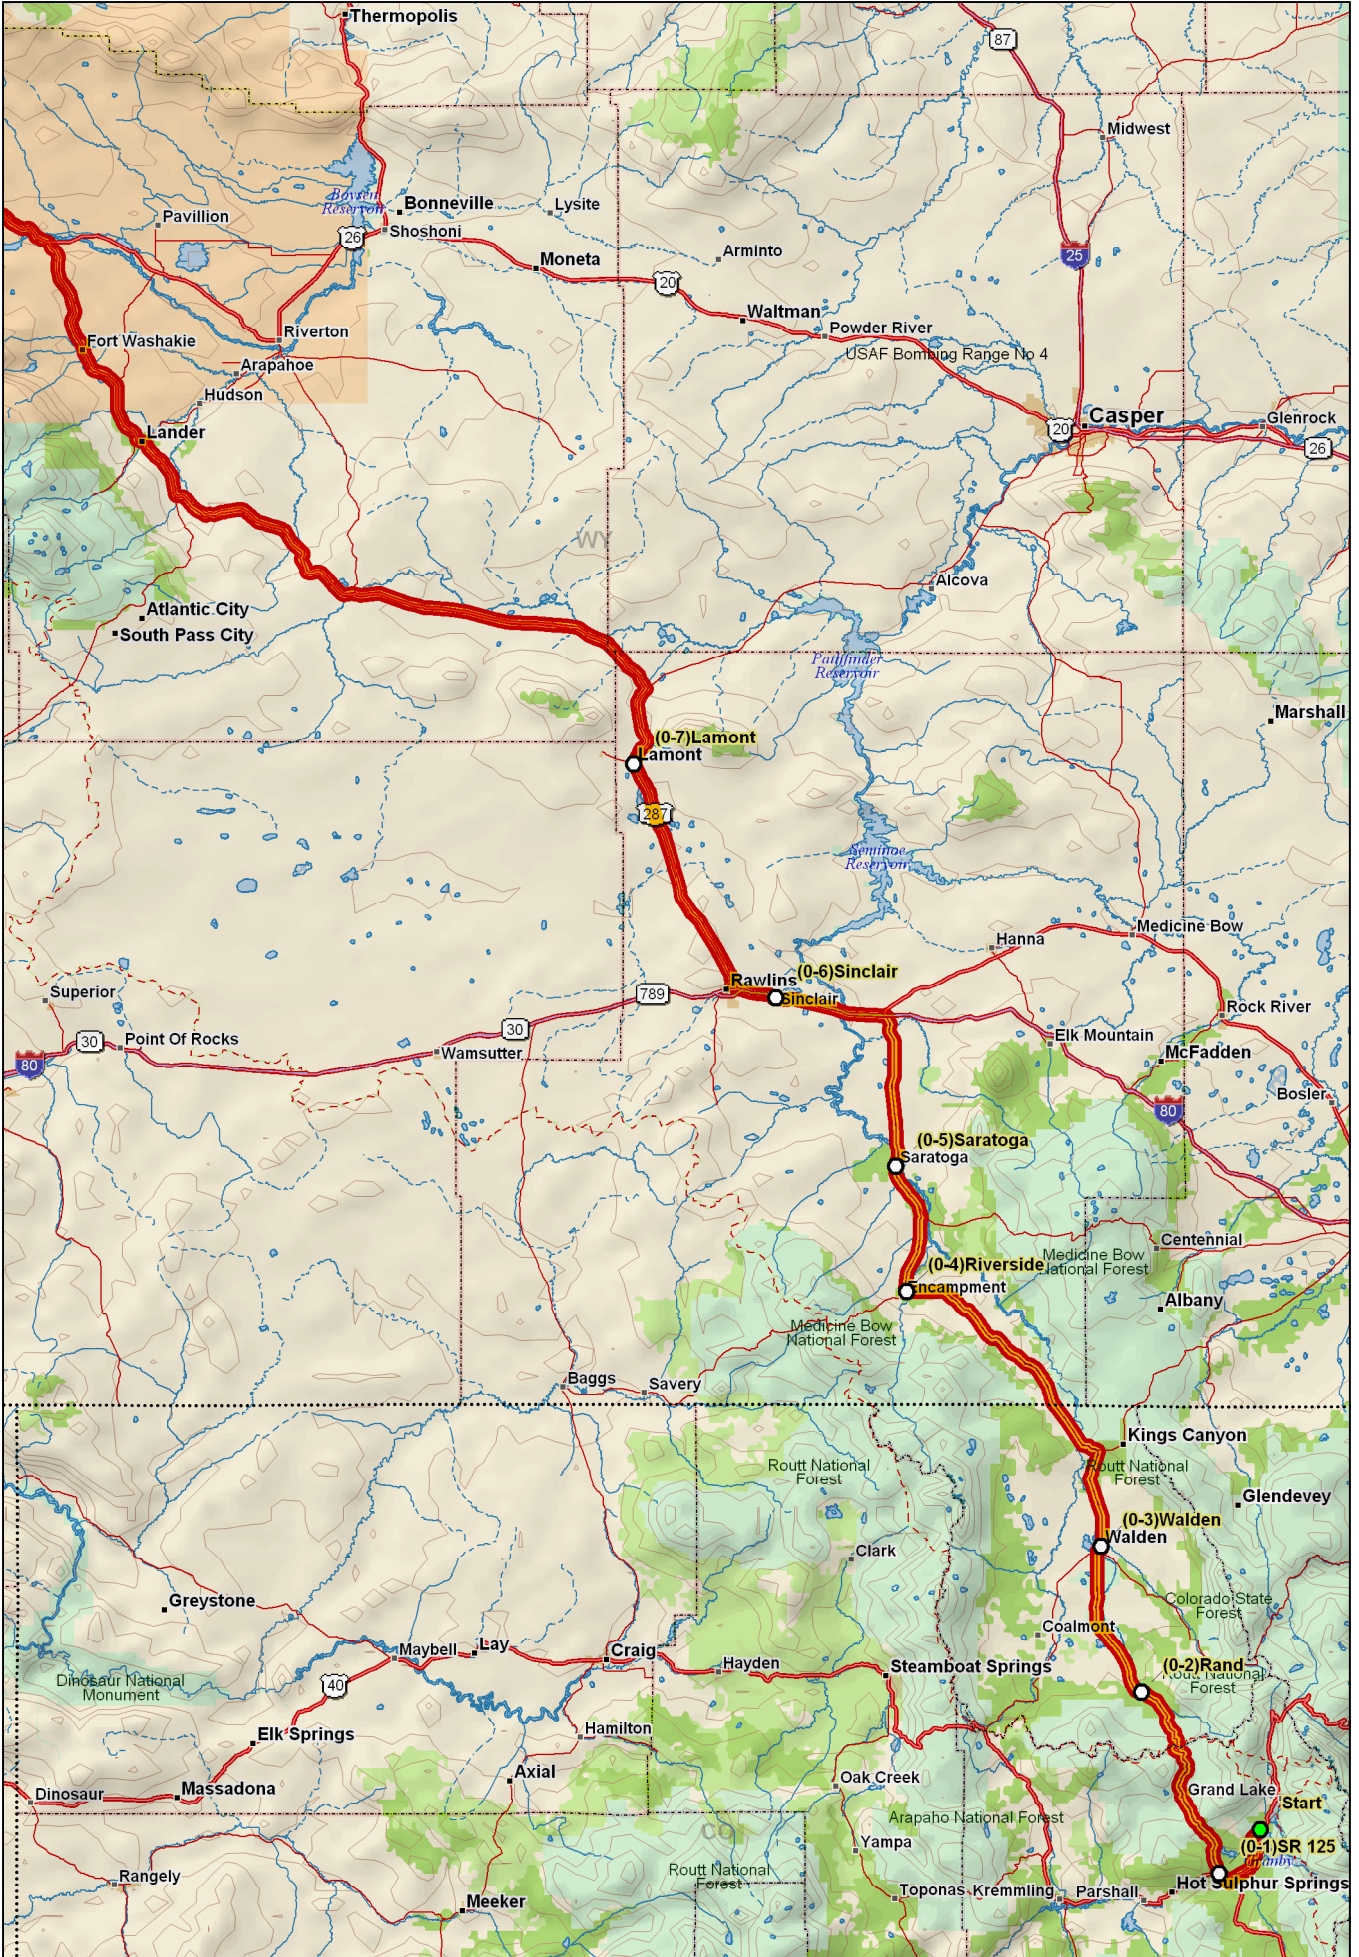 Thermopolis
87
Midwest
Boysen
Reservoir
Bonneville
Lysite
Pavillion
Shoshoni
26
Arminto
Moneta
25
20
Waltman
Powder River
USAF Bombing Range No 4
Riverton
Fort Washakie
Arapahoe
Hudson
Casper
Glenrock
20
26
Lander
WY
Alcova
Atlantic City
South Pass City
Pathfinder
Reservoir
Marshall
(0-7)Lamont
Lamont
287
Seminoe
Reservoir
Medicine Bow
Hanna
Rawlins
(0-6)Sinclair
Sinclair
789
Superior
Rock River
30
30
Point Of Rocks
Wamsutter
Elk Mountain
McFadden
80
80
Bosler
(0-5)Saratoga
Saratoga
Centennial
Medicine Bow
National Forest
(0-4)Riverside
Encampment
Albany
Medicine Bow
National Forest
Baggs
Savery
Kings Canyon
Routt National
Forest
Routt National
Forest
Glendevey
(0-3)Walden
Walden
Clark
Greystone
Colorado State
Forest
Coalmont
Maybell
Lay
Craig
Hayden
Steamboat Springs
(0-2)Rand
Routt National
Forest
Dinosaur National
Monument
40
Elk Springs
Hamilton
Axial
Oak Creek
Dinosaur
Massadona
Grand Lake
Start
Arapaho National Forest
CO
Yampa
(0-1)SR 125
Granby
Routt National
Forest
Rangely
Meeker
Toponas
Kremmling
Parshall
Hot Sulphur Springs